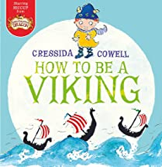 CRESSIDA
COWELL
HOW TO BE A
VIKING